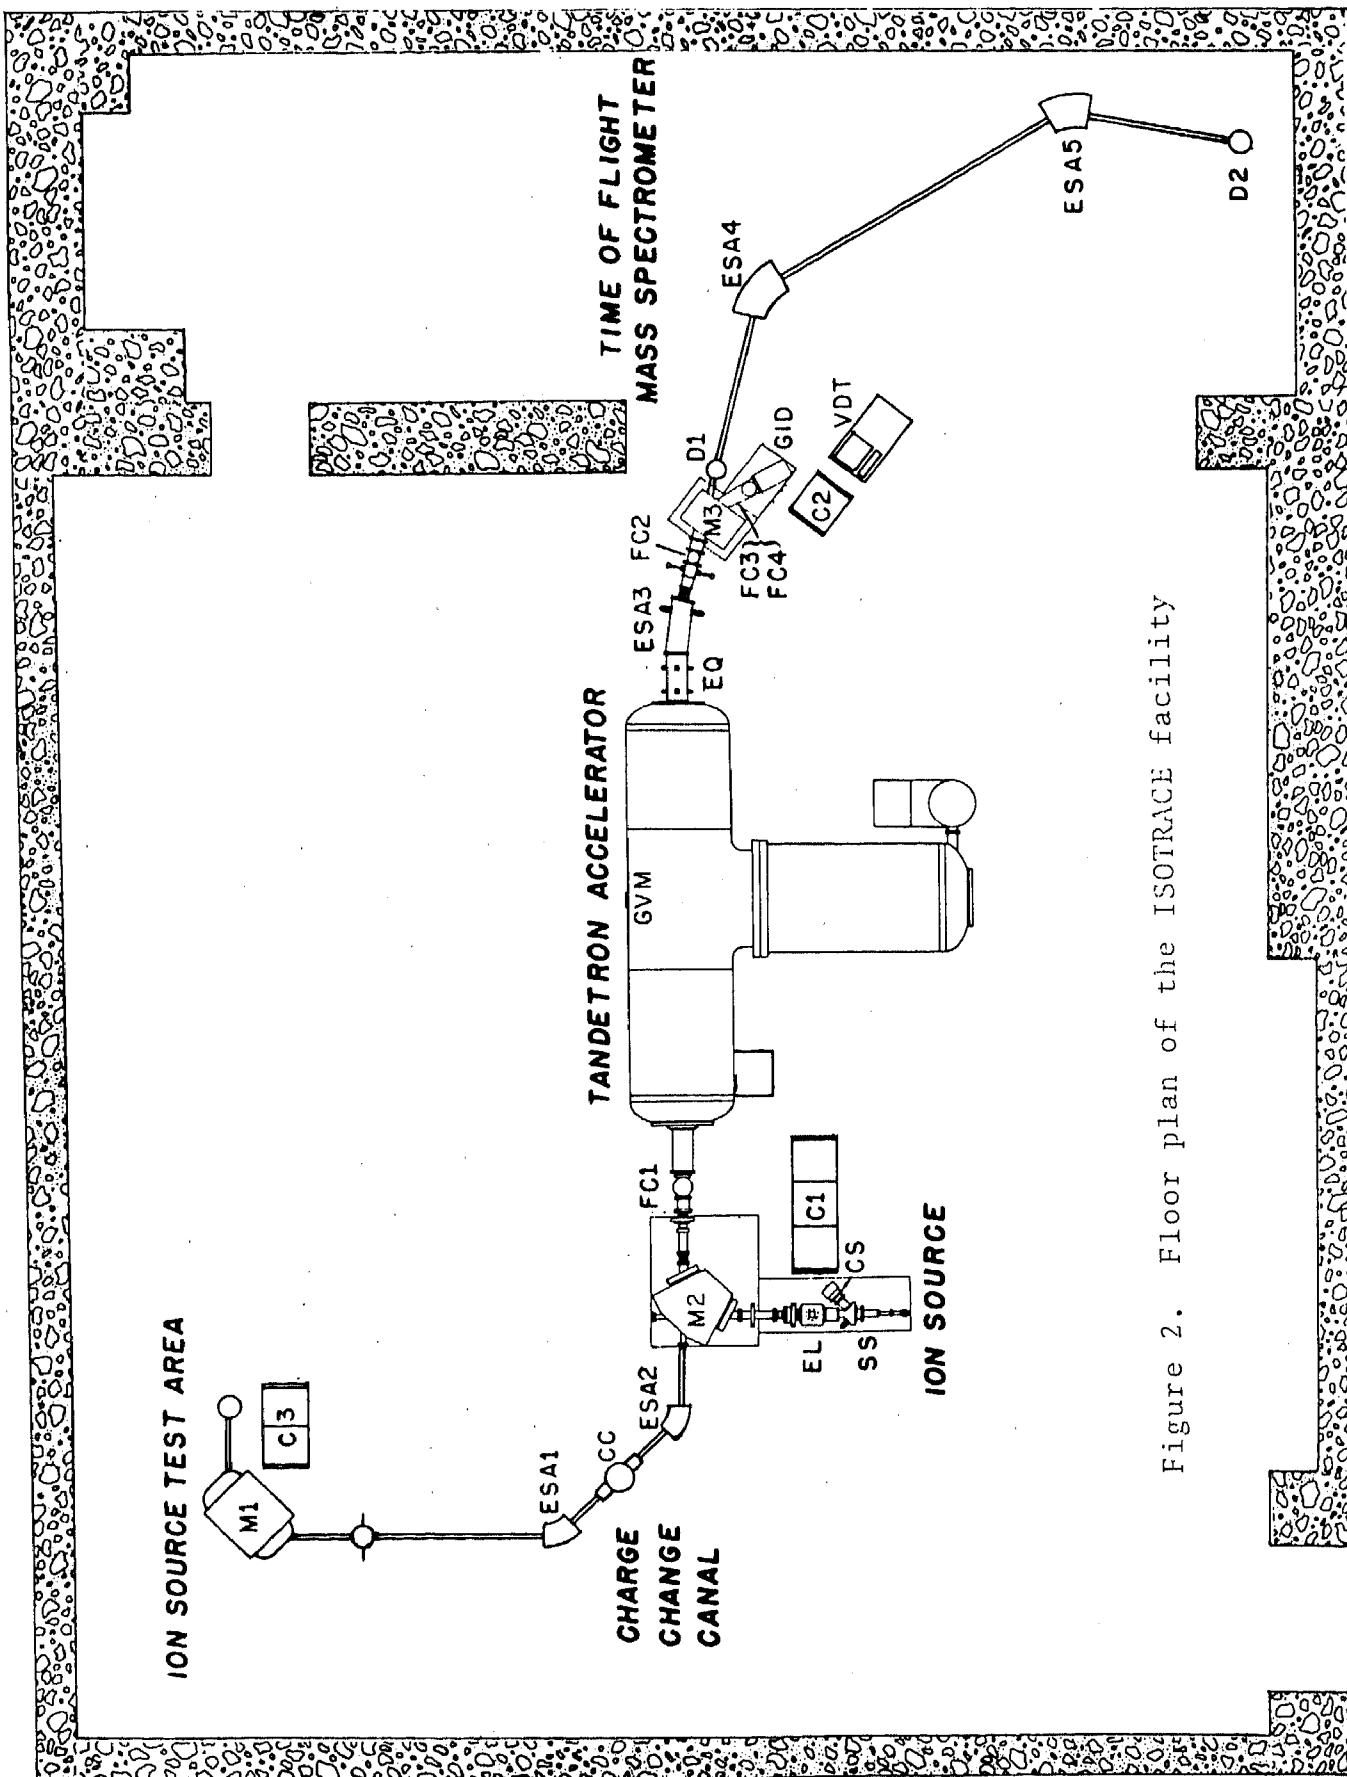 ION SOURCE TEST AREA
M1
C3
ESA1
CC
ESA2
CHARGE
CHANGE
CANAL
M2
FC1
C1
CS
EL
SS
ION SOURCE
TANDETRON ACCELERATOR
GVM
EQ
ESA3
FC2
M3
D1
FC3}
FC4}
GID
C2
VDT
TIME OF FLIGHT
MASS SPECTROMETER
ESA4
ESA5
D2
Figure 2. Floor plan of the ISOTRACE facility